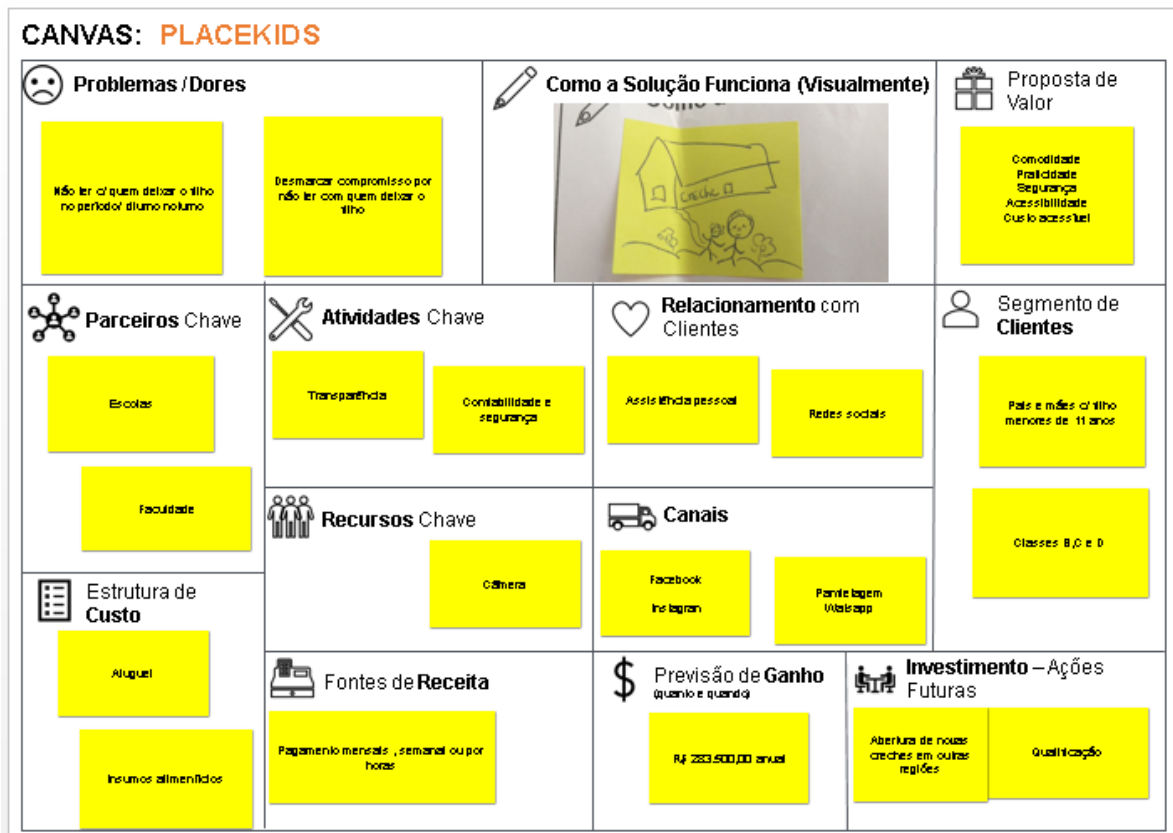 CANVAS: PLACEKIDS
Problemas / Dores
Não ter c/ quem deixar o filho
no período/ diurno noturno
Desmarcar compromisso por
não ter com quem deixar o
filho
Como a Solução Funciona (Visualmente)
CRECHE
Proposta de
Valor
Comodidade
Praticidade
Segurança
Acessibilidade
Custo acessível
Parceiros Chave
Escolas
Faculdade
Atividades Chave
Transparência
Contabilidade e
segurança
Relacionamento com
Clientes
Assistência pessoal
Redes sociais
Segmento de
Clientes
Pais e mães c/ filho
menores de 11 anos
Classes B,C e D
Recursos Chave
Câmera
Canais
Facebook
Instagran
Panfletagem
Watsapp
Estrutura de
Custo
Aluguel
Insumos alimentícios
Fontes de Receita
Pagamento mensais , semanal ou por
horas
Previsão de Ganho
(quanto e quando)
R$ 283.500,00 anual
Investimento – Ações
Futuras
Abertura de novas
creches em outras
regiões
Qualificação